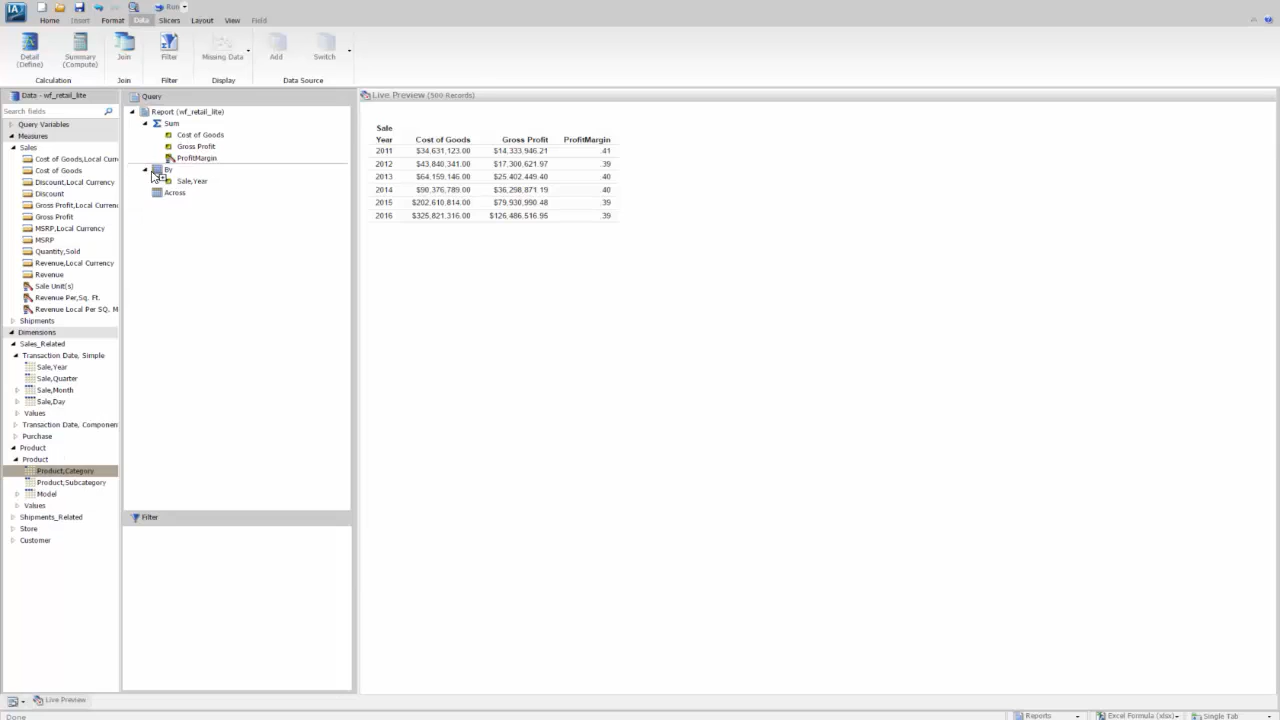 IA
Run
Home Insert Format Data Slicers Layout View Field
Detail (Define) Summary (Compute) Join Filter Missing Data Add Switch
Calculation Join Filter Display Data Source
Data - wf_retail_lite
Search fields
Query Variables
Measures
Sales
Cost of Goods,Local Curr
Cost of Goods
Discount,Local Currency
Discount
Gross Profit,Local Curren
Gross Profit
MSRP,Local Currency
MSRP
Quantity,Sold
Revenue,Local Currency
Revenue
Sale Unit(s)
Revenue Per,Sq. Ft.
Revenue Local Per SQ. M
Shipments
Dimensions
Sales_Related
Transaction Date, Simple
Sale,Year
Sale,Quarter
Sale,Month
Sale,Day
Values
Transaction Date, Componen
Purchase
Product
Product
Product,Category
Product,Subcategory
Model
Values
Shipments_Related
Store
Customer
Query
Report (wf_retail_lite)
Sum
Cost of Goods
Gross Profit
ProfitMargin
By
Sale,Year
Across
Filter
Live Preview (500 Records)
Sale
Year Cost of Goods Gross Profit ProfitMargin
2011 $34,631,123.00 $14,333,946.21 .41
2012 $43,840,341.00 $17,300,621.97 .39
2013 $64,159,146.00 $25,402,449.40 .40
2014 $90,376,789.00 $36,298,871.19 .40
2015 $202,610,814.00 $79,930,990.48 .39
2016 $325,821,316.00 $126,486,516.95 .39
Live Preview
Done Reports Excel Formula (xlsx) Single Tab